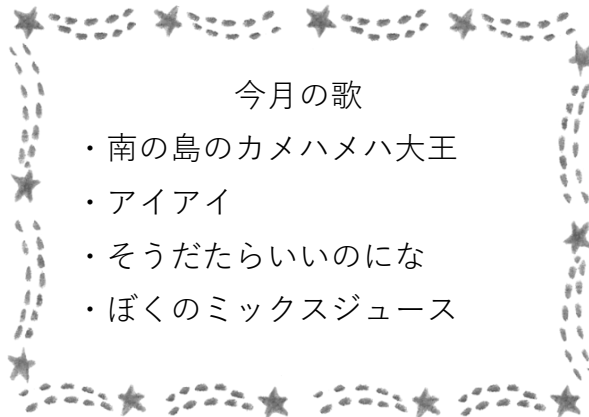 今月の歌
・南の島のカメハメハ大王
・アイアイ
・そうだたらいいのにな
・ぼくのミックスジュース